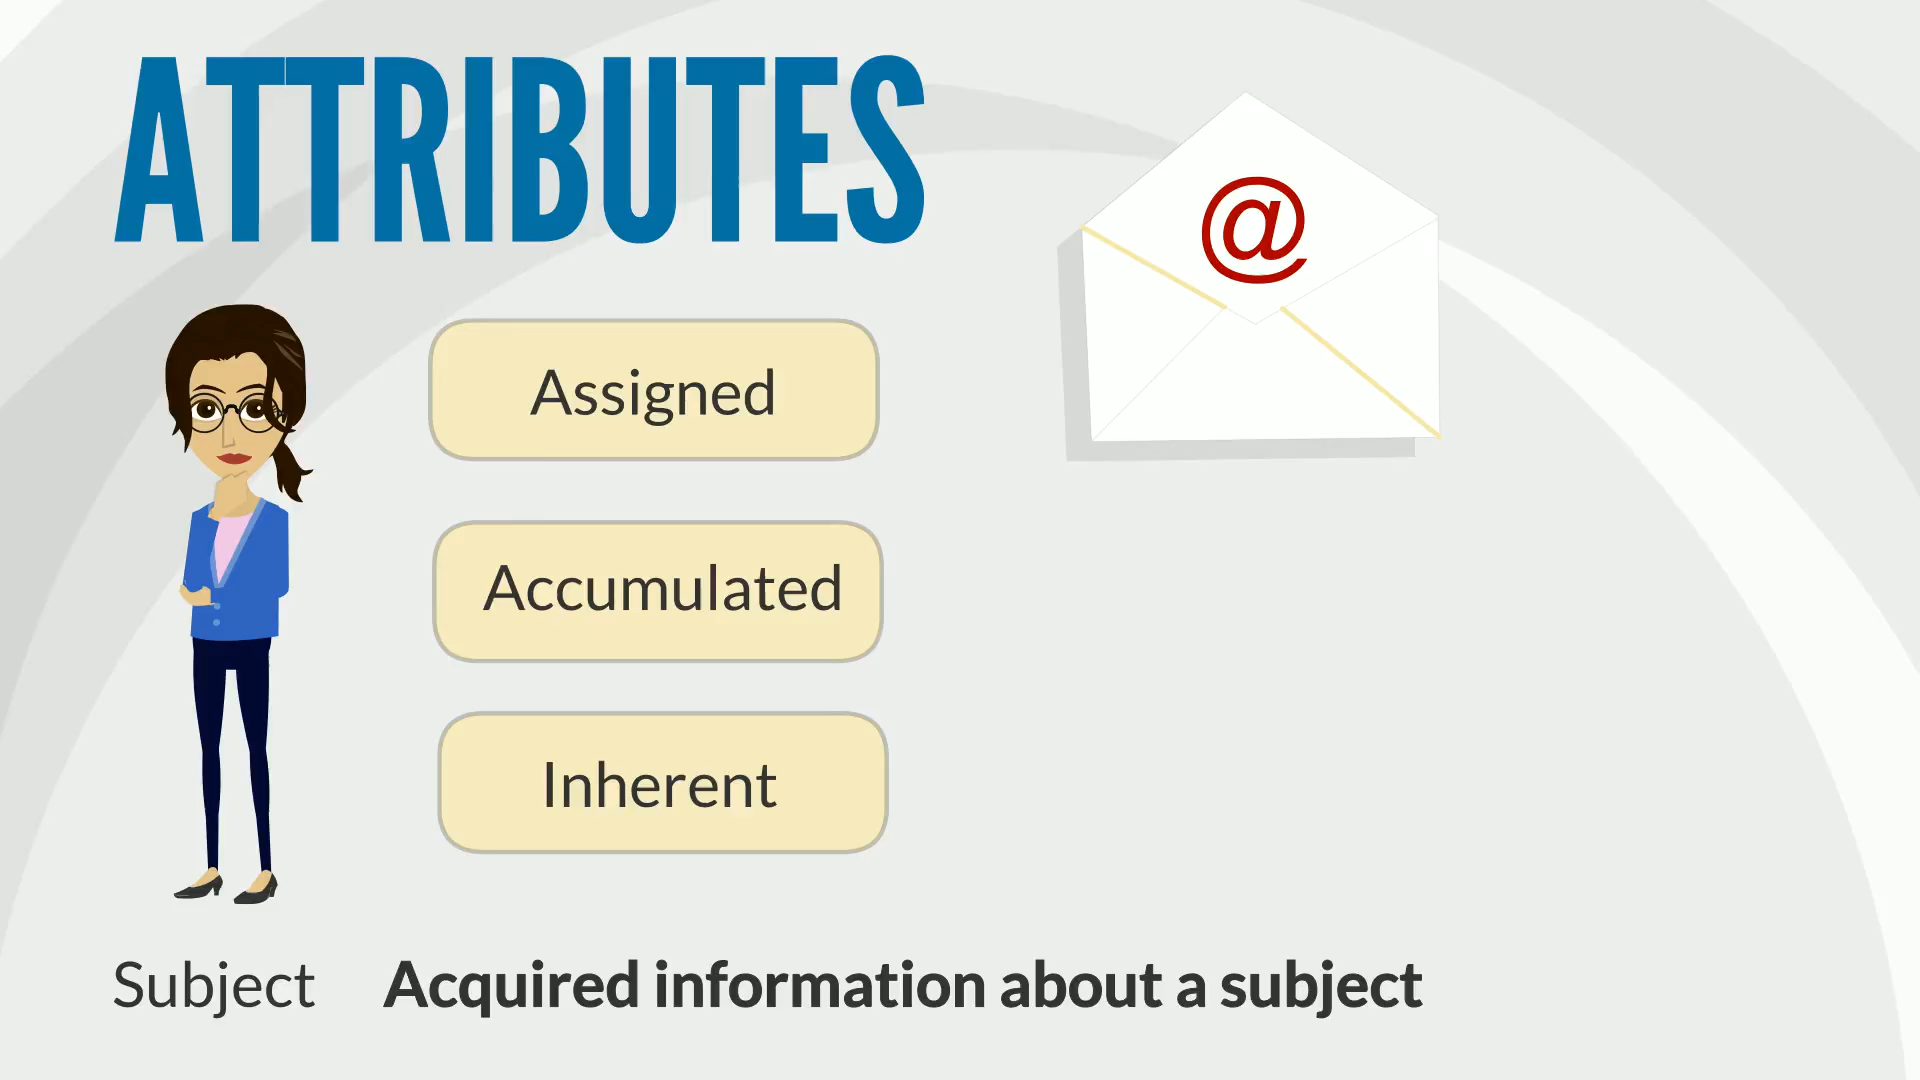 ATTRIBUTES
@
Assigned
Accumulated
Inherent
Subject
Acquired information about a subject